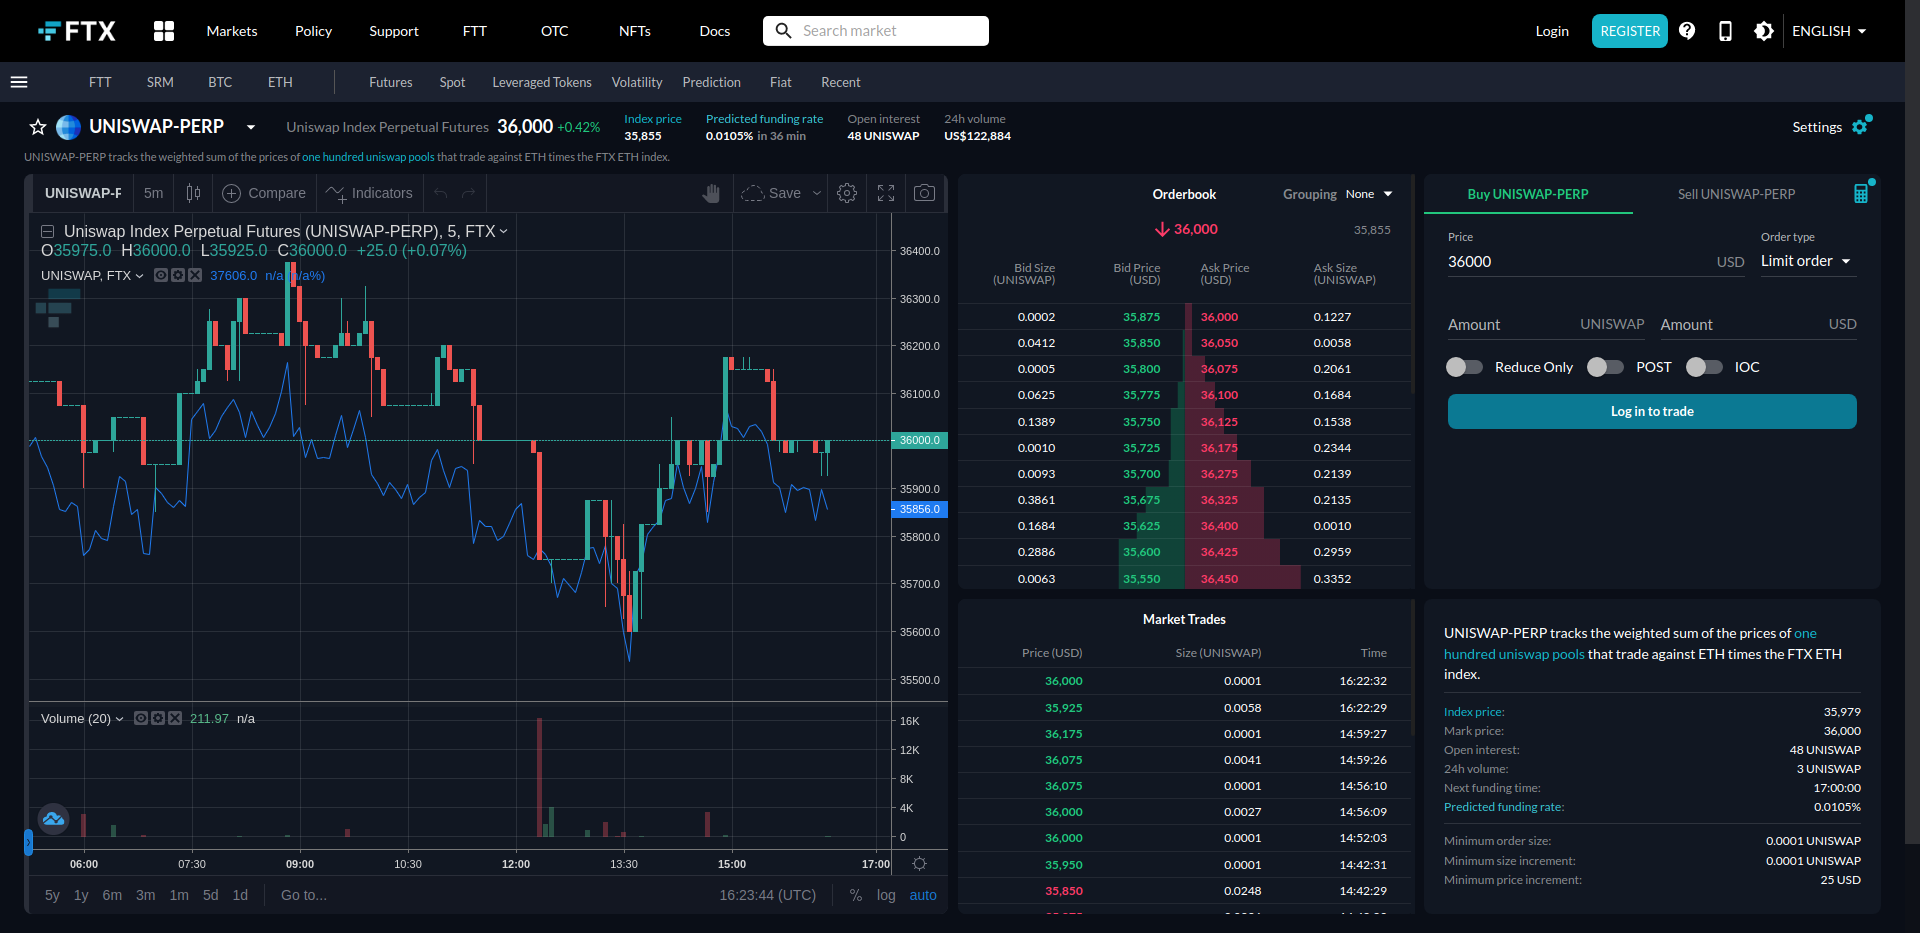 FTX
Markets Policy Support FTT OTC NFTs Docs Search market Login REGISTER ENGLISH
FTT SRM BTC ETH Futures Spot Leveraged Tokens Volatility Prediction Fiat Recent
UNISWAP-PERP Uniswap Index Perpetual Futures 36,000 +0.42%
Index price
35,855
Predicted funding rate
0.0105% in 36 min
Open interest
48 UNISWAP
24h volume
US$122,884
Settings
UNISWAP-PERP tracks the weighted sum of the prices of one hundred uniswap pools that trade against ETH times the FTX ETH index.
UNISWAP-F 5m Compare Indicators Save
Uniswap Index Perpetual Futures (UNISWAP-PERP), 5, FTX
O35975.0 H36000.0 L35925.0 C36000.0 +25.0 (+0.07%)
UNISWAP, FTX 37606.0 n/a (n/a%)
36400.0
36300.0
36200.0
36100.0
36000.0
35900.0
35856.0
35800.0
35700.0
35600.0
35500.0
Volume (20) 211.97 n/a
16K
12K
8K
4K
0
06:00 07:30 09:00 10:30 12:00 13:30 15:00 17:00
5y 1y 6m 3m 1m 5d 1d Go to... 16:23:44 (UTC) % log auto
Orderbook Grouping None
36,000 35,855
Bid Size Bid Price Ask Price Ask Size
(UNISWAP) (USD) (USD) (UNISWAP)
0.0002 35,875 36,000 0.1227
0.0412 35,850 36,050 0.0058
0.0005 35,800 36,075 0.2061
0.0625 35,775 36,100 0.1684
0.1389 35,750 36,125 0.1538
0.0010 35,725 36,175 0.2344
0.0093 35,700 36,275 0.2139
0.3861 35,675 36,325 0.2135
0.1684 35,625 36,400 0.0010
0.2886 35,600 36,425 0.2959
0.0063 35,550 36,450 0.3352
Market Trades
Price (USD) Size (UNISWAP) Time
36,000 0.0001 16:22:32
35,925 0.0058 16:22:29
36,175 0.0001 14:59:27
36,075 0.0041 14:59:26
36,075 0.0001 14:56:10
36,000 0.0027 14:56:09
36,000 0.0001 14:52:03
35,950 0.0001 14:42:31
35,850 0.0248 14:42:29
Buy UNISWAP-PERP Sell UNISWAP-PERP
Price Order type
36000 USD Limit order
Amount UNISWAP Amount USD
Reduce Only POST IOC
Log in to trade
UNISWAP-PERP tracks the weighted sum of the prices of one
hundred uniswap pools that trade against ETH times the FTX ETH
index.
Index price: 35,979
Mark price: 36,000
Open interest: 48 UNISWAP
24h volume: 3 UNISWAP
Next funding time: 17:00:00
Predicted funding rate: 0.0105%
Minimum order size: 0.0001 UNISWAP
Minimum size increment: 0.0001 UNISWAP
Minimum price increment: 25 USD